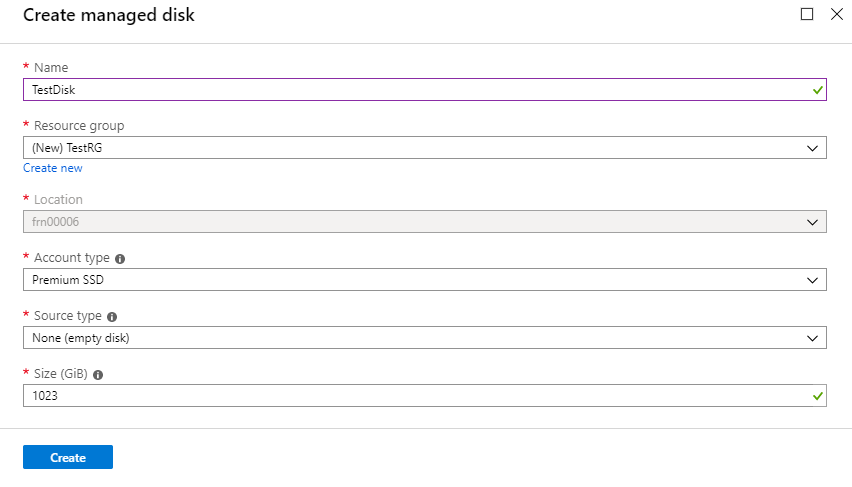 Create managed disk
* Name
TestDisk
* Resource group
(New) TestRG
Create new
* Location
frn00006
* Account type
Premium SSD
* Source type
None (empty disk)
* Size (GiB)
1023
Create